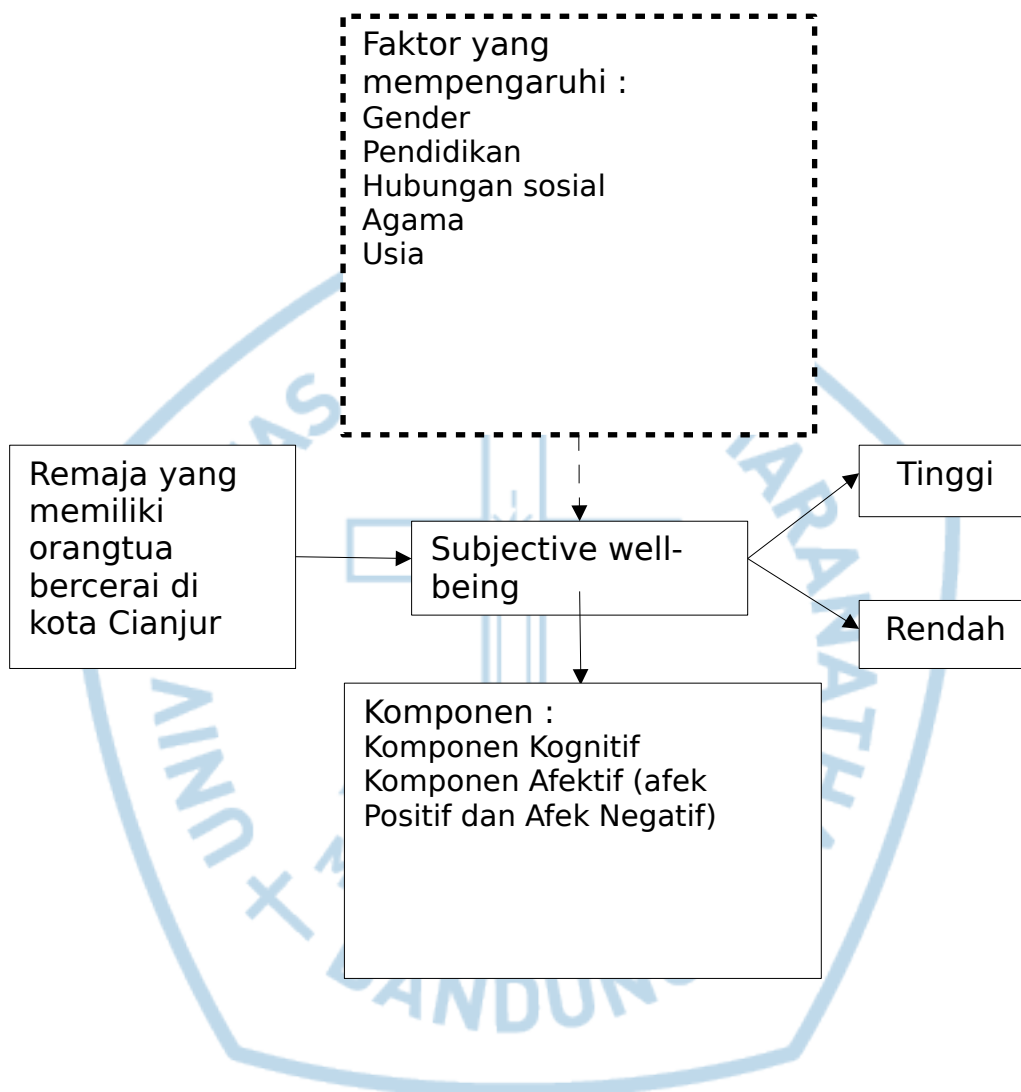 Faktor yang
mempengaruhi :
Gender
Pendidikan
Hubungan sosial
Agama
Usia
Remaja yang
memiliki
orangtua
bercerai di
kota Cianjur
Subjective well-
being
Tinggi
Rendah
Komponen :
Komponen Kognitif
Komponen Afektif (afek
Positif dan Afek Negatif)
BANDUNG